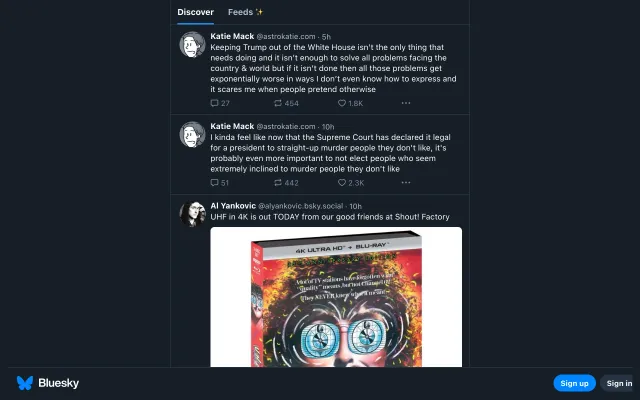 Discover
Feeds ✨
Katie Mack @astrokatie.com · 5h
Keeping Trump out of the White House isn't the only thing that
needs doing and it isn't enough to solve all problems facing the
country & world but if it isn't done then all those problems get
exponentially worse in ways I don't even know how to express and
it scares me when people pretend otherwise
27 454 1.8K
Katie Mack @astrokatie.com · 10h
I kinda feel like now that the Supreme Court has declared it legal
for a president to straight-up murder people they don't like, it's
probably even more important to not elect people who seem
extremely inclined to murder people they don't like
51 442 2.3K
Al Yankovic @alyankovic.bsky.social · 10h
UHF in 4K is out TODAY from our good friends at Shout! Factory
4K ULTRA HD™ + BLU-RAY™
Bluesky
Sign up
Sign in